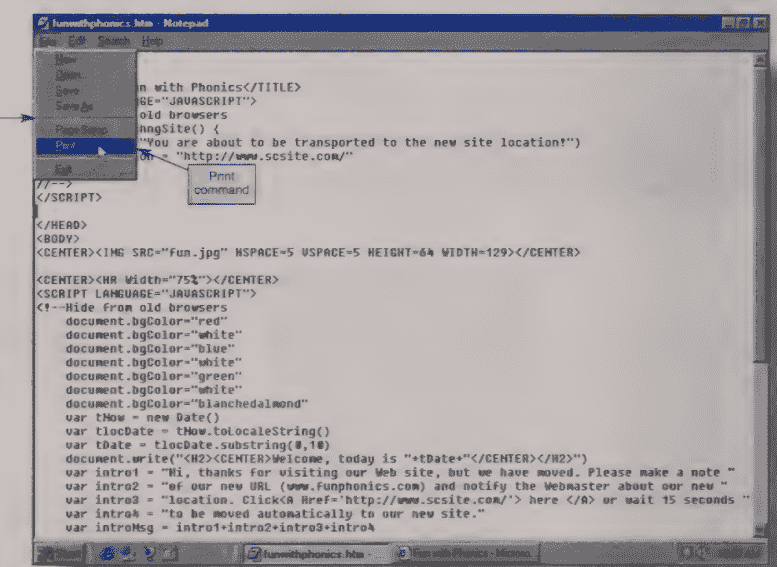 funwithphonics.htm - Notepad
File Edit Search Help
New
Open...
Save
Save As
Page Setup
Print
Exit
Print
command
n with Phonics</TITLE>
GE="JAVASCRIPT">
old browsers
hngSite() {
"You are about to be transported to the new site location!")
on = "http://www.scsite.com/"
//-->
</SCRIPT>
</HEAD>
<BODY>
<CENTER><IMG SRC="fun.jpg" HSPACE=5 VSPACE=5 HEIGHT=64 WIDTH=129></CENTER>
<CENTER><HR Width="75%"></CENTER>
<SCRIPT LANGUAGE="JAVASCRIPT">
<!--Hide from old browsers
document.bgColor="red"
document.bgColor="white"
document.bgColor="blue"
document.bgColor="white"
document.bgColor="green"
document.bgColor="white"
document.bgColor="blanchedalmond"
var tNow = new Date()
var tlocDate = tNow.toLocaleString()
var tDate = tlocDate.substring(0,10)
document.write("<H2><CENTER>Welcome, today is "+tDate+"</CENTER></H2>")
var intro1 = "Hi, thanks for visiting our Web site, but we have moved. Please make a note "
var intro2 = "of our new URL (www.funphonics.com) and notify the Webmaster about our new "
var intro3 = "location. Click<A Href='http://www.scsite.com/'> here </A> or wait 15 seconds "
var intro4 = "to be moved automatically to our new site."
var introMsg = intro1+intro2+intro3+intro4
Start funwithphonics.htm - Fun with Phonics - Microso...